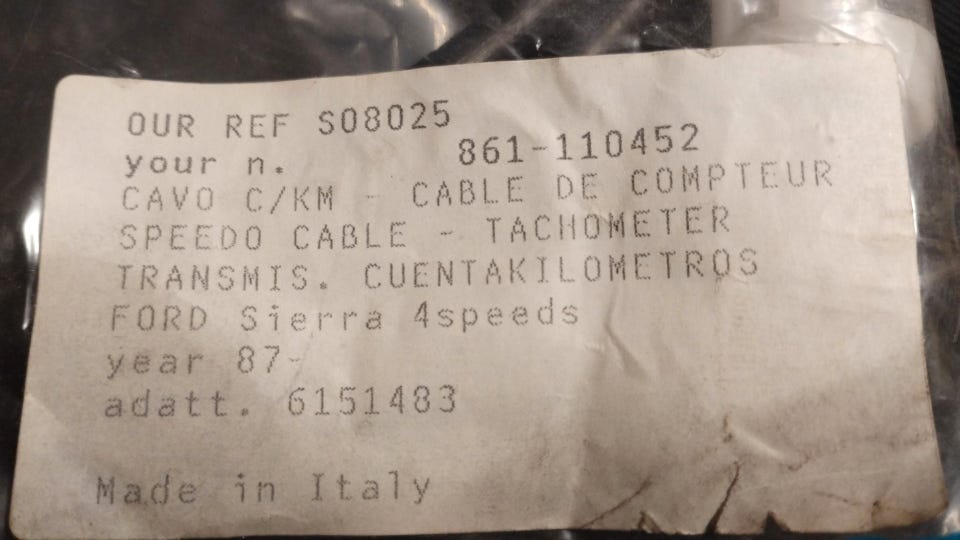 OUR REF S08025
your n. 861-110452
CAVO C/KM - CABLE DE COMPTEUR
SPEEDO CABLE - TACHOMETER
TRANSMIS. CUENTAKILOMETROS
FORD Sierra 4speeds
year 87-
adatt. 6151483
Made in Italy